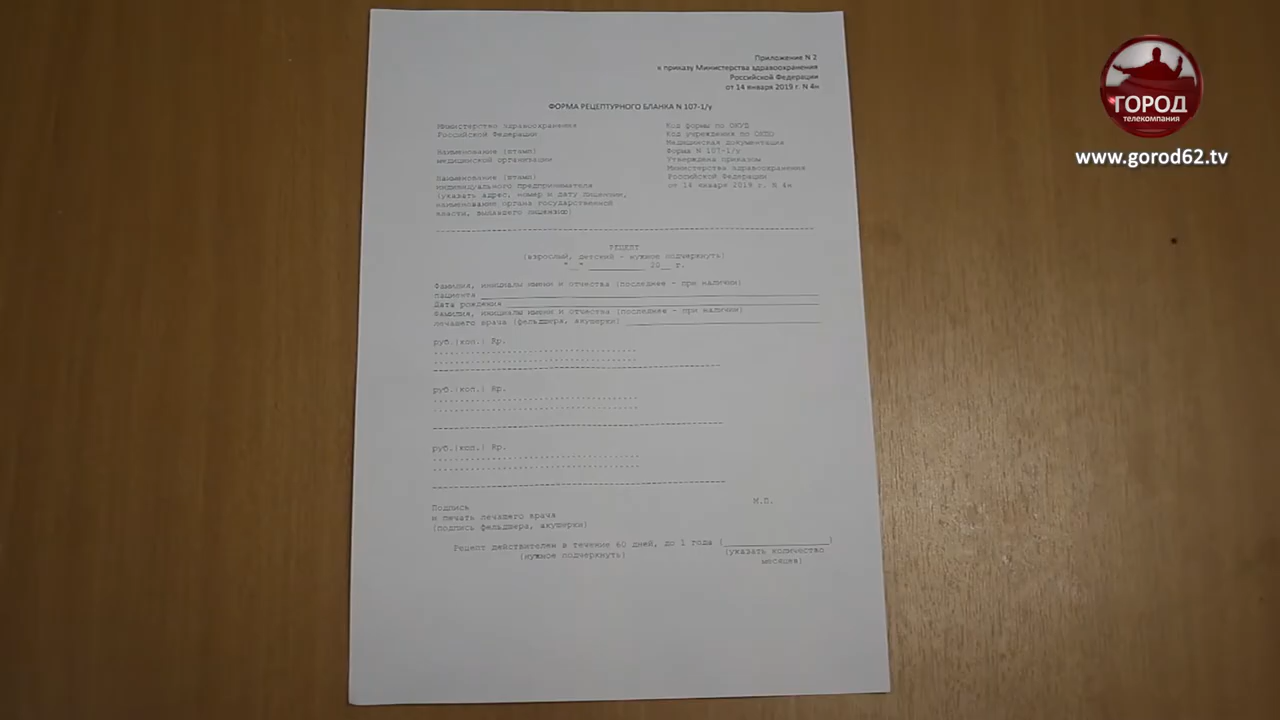 Приложение N 2
к приказу Министерства здравоохранения
Российской Федерации
от 14 января 2019 г. N 4н
ФОРМА РЕЦЕПТУРНОГО БЛАНКА N 107-1/у
Министерство здравоохранения
Российской Федерации
Наименование (штамп)
медицинской организации
Наименование (штамп)
индивидуального предпринимателя
(указать адрес, номер и дату лицензии,
наименование органа государственной
власти, выдавшего лицензию)
Код формы по ОКУД
Код учреждения по ОКПО
Медицинская документация
Форма N 107-1/у
Утверждена приказом
Министерства здравоохранения
Российской Федерации
от 14 января 2019 г. N 4н
РЕЦЕПТ
(взрослый, детский - нужное подчеркнуть)
"__" __________ 20__ г.
Фамилия, инициалы имени и отчества (последнее - при наличии)
пациента
Дата рождения
Фамилия, инициалы имени и отчества (последнее - при наличии)
лечащего врача (фельдшера, акушерки)
руб.|коп.| Rp.
руб.|коп.| Rp.
руб.|коп.| Rp.
Подпись
и печать лечащего врача
(подпись фельдшера, акушерки)
М.П.
Рецепт действителен в течение 60 дней, до 1 года (____________________)
(нужное подчеркнуть)
(указать количество
месяцев)
ГОРОД
телекомпания
www.gorod62.tv